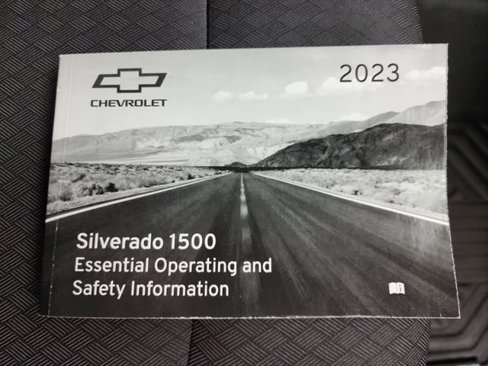 2023
CHEVROLET
Silverado 1500
Essential Operating and
Safety Information